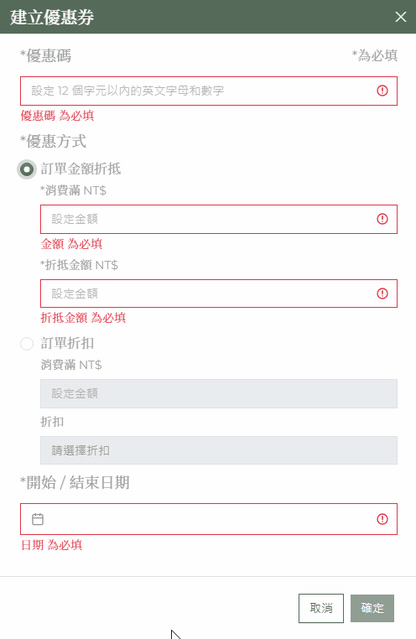 建立優惠券
*優惠碼 *為必填
設定 12 個字元以內的英文字母和數字
優惠碼 為必填
*優惠方式
訂單金額折抵
*消費滿 NT$
設定金額
金額 為必填
*折抵金額 NT$
設定金額
折抵金額 為必填
訂單折扣
消費滿 NT$
設定金額
折扣
請選擇折扣
*開始 / 結束日期
日期 為必填
取消 確定